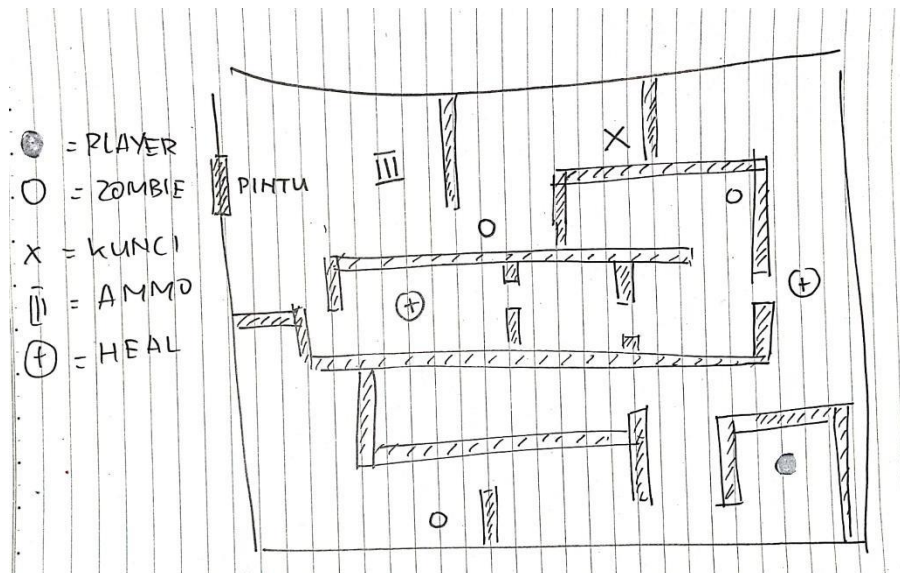 = PLAYER
O = ZOMBIE
X = KUNCI
= AMMO
= HEAL
PINTU
X